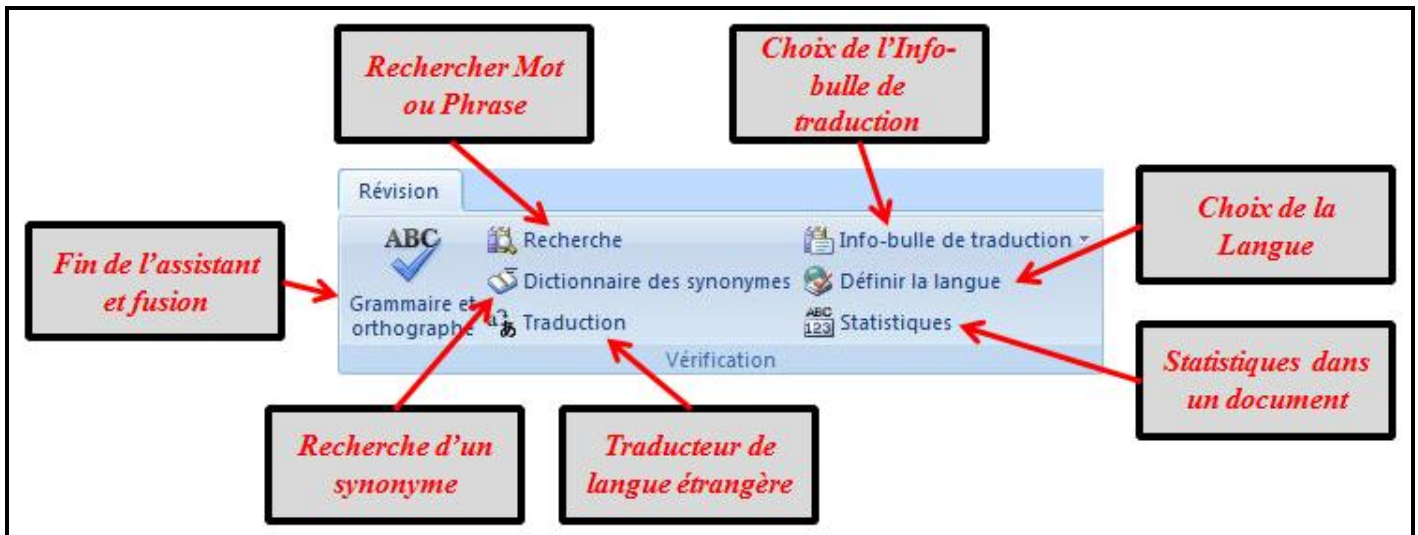 Rechercher Mot
ou Phrase
Choix de l'Info-
bulle de
traduction
Révision
Choix de la
Langue
Fin de l'assistant
et fusion
ABC
Grammaire et
orthographe
Recherche
Dictionnaire des synonymes
Traduction
Info-bulle de traduction
Définir la langue
ABC
123
Statistiques
Vérification
Statistiques dans
un document
Recherche d'un
synonyme
Traducteur de
langue étrangère